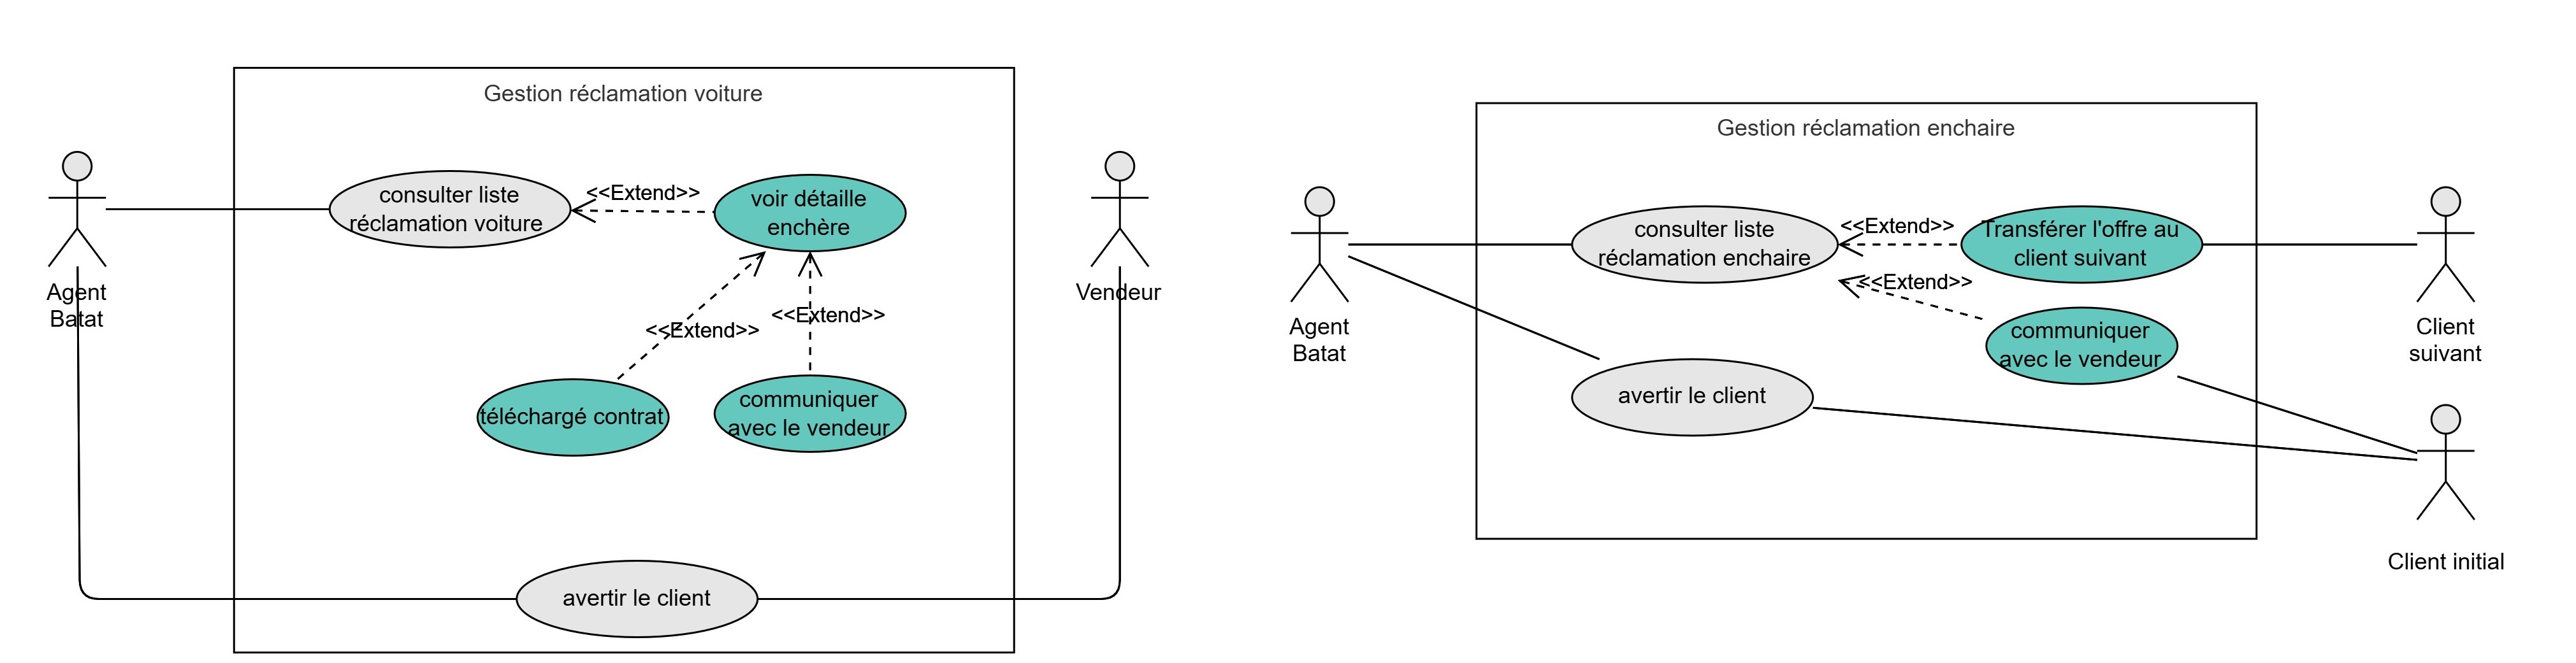 Gestion réclamation voiture
Agent
Batat
consulter liste
réclamation voiture
<<Extend>>
voir détaille
enchère
<<Extend>>
<<Extend>>
téléchargé contrat
communiquer
avec le vendeur
avertir le client
Vendeur
Gestion réclamation enchaire
Agent
Batat
consulter liste
réclamation enchaire
<<Extend>>
Transférer l'offre au
client suivant
<<Extend>>
communiquer
avec le vendeur
avertir le client
Client
suivant
Client initial